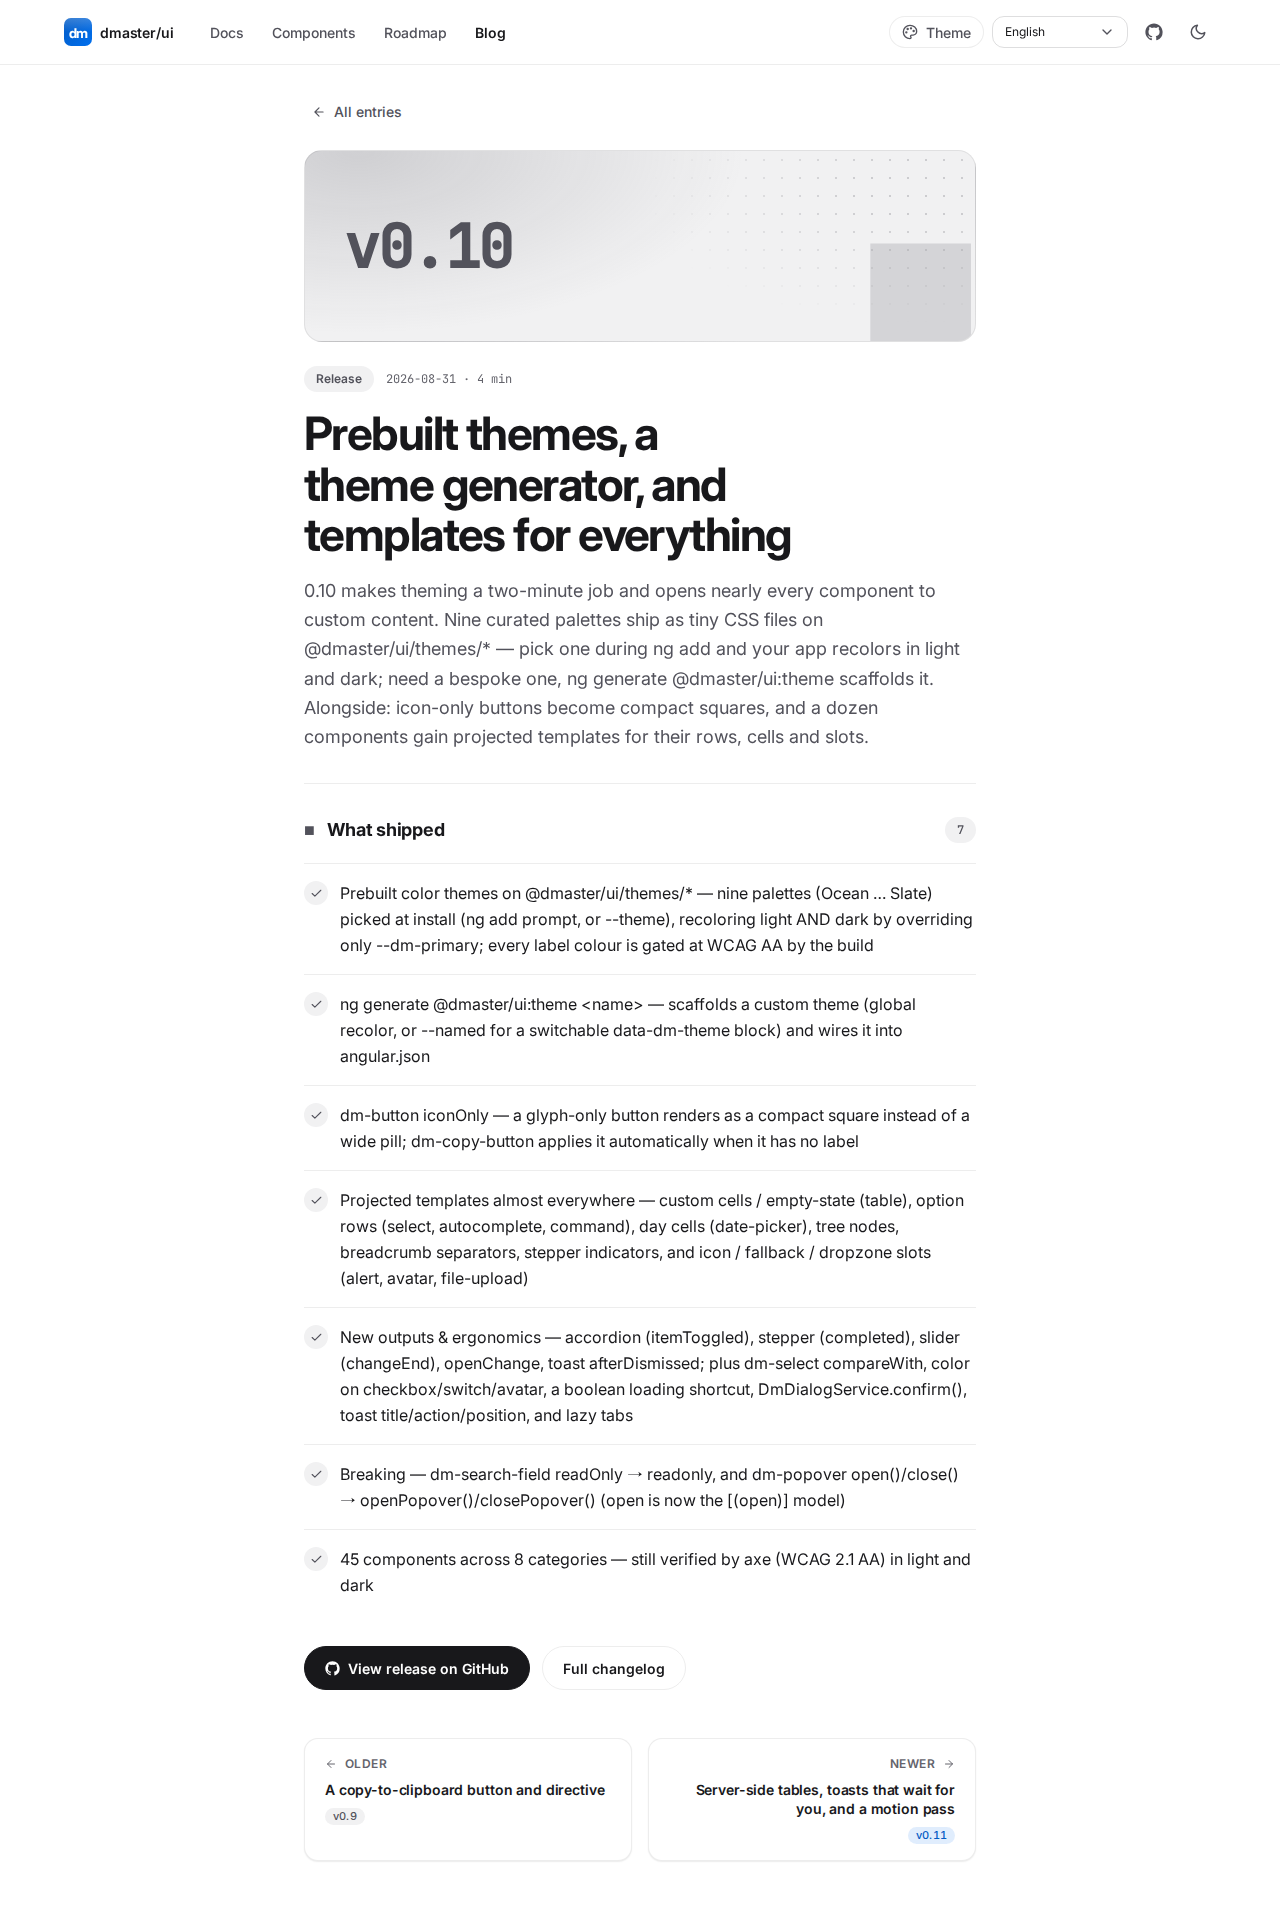 dm dmaster/ui Docs Components Roadmap Blog Theme English
All entries
v0.10
Release 2026-08-31 · 4 min
Prebuilt themes, a
theme generator, and
templates for everything
0.10 makes theming a two-minute job and opens nearly every component to
custom content. Nine curated palettes ship as tiny CSS files on
@dmaster/ui/themes/* — pick one during ng add and your app recolors in light
and dark; need a bespoke one, ng generate @dmaster/ui:theme scaffolds it.
Alongside: icon-only buttons become compact squares, and a dozen
components gain projected templates for their rows, cells and slots.
What shipped 7
Prebuilt color themes on @dmaster/ui/themes/* — nine palettes (Ocean … Slate)
picked at install (ng add prompt, or --theme), recoloring light AND dark by overriding
only --dm-primary; every label colour is gated at WCAG AA by the build
ng generate @dmaster/ui:theme <name> — scaffolds a custom theme (global
recolor, or --named for a switchable data-dm-theme block) and wires it into
angular.json
dm-button iconOnly — a glyph-only button renders as a compact square instead of a
wide pill; dm-copy-button applies it automatically when it has no label
Projected templates almost everywhere — custom cells / empty-state (table), option
rows (select, autocomplete, command), day cells (date-picker), tree nodes,
breadcrumb separators, stepper indicators, and icon / fallback / dropzone slots
(alert, avatar, file-upload)
New outputs & ergonomics — accordion (itemToggled), stepper (completed), slider
(changeEnd), openChange, toast afterDismissed; plus dm-select compareWith, color
on checkbox/switch/avatar, a boolean loading shortcut, DmDialogService.confirm(),
toast title/action/position, and lazy tabs
Breaking — dm-search-field readOnly → readonly, and dm-popover open()/close()
→ openPopover()/closePopover() (open is now the [(open)] model)
45 components across 8 categories — still verified by axe (WCAG 2.1 AA) in light and
dark
View release on GitHub Full changelog
← OLDER
A copy-to-clipboard button and directive
v0.9
NEWER →
Server-side tables, toasts that wait for
you, and a motion pass
v0.11